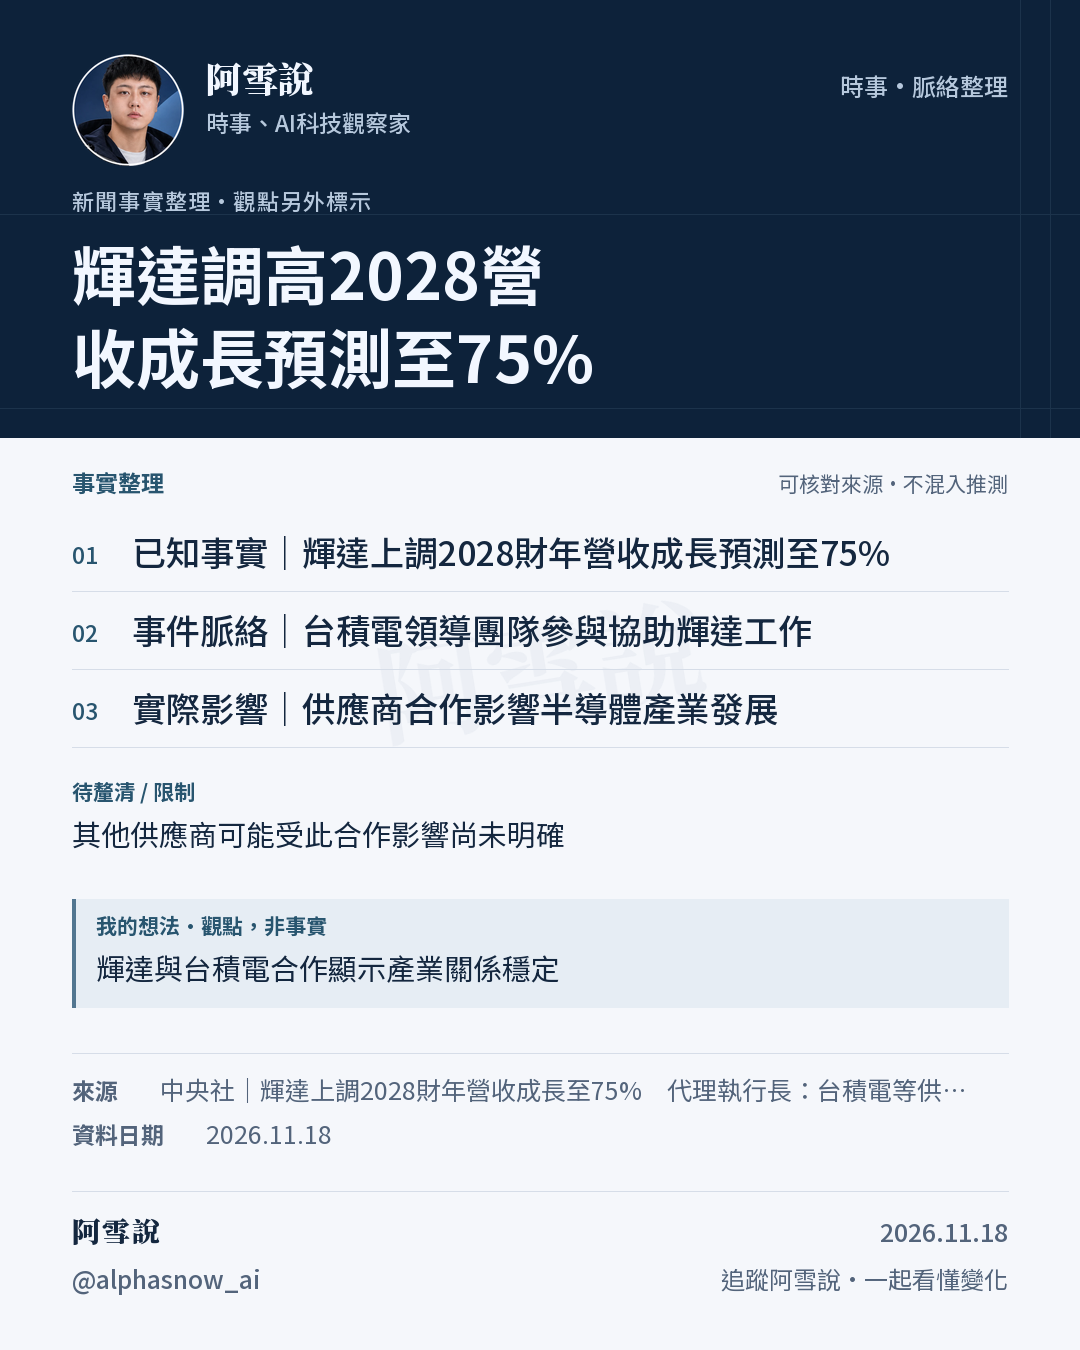 阿雪說
時事、AI科技觀察家
時事・脈絡整理
新聞事實整理・觀點另外標示
輝達調高2028營
收成長預測至75%
事實整理
可核對來源・不混入推測
01 已知事實｜輝達上調2028財年營收成長預測至75%
02 事件脈絡｜台積電領導團隊參與協助輝達工作
03 實際影響｜供應商合作影響半導體產業發展
阿雪說
待釐清 / 限制
其他供應商可能受此合作影響尚未明確
我的想法・觀點，非事實
輝達與台積電合作顯示產業關係穩定
來源 中央社｜輝達上調2028財年營收成長至75%　代理執行長：台積電等供⋯
資料日期 2026.11.18
阿雪說
2026.11.18
@alphasnow_ai
追蹤阿雪說・一起看懂變化